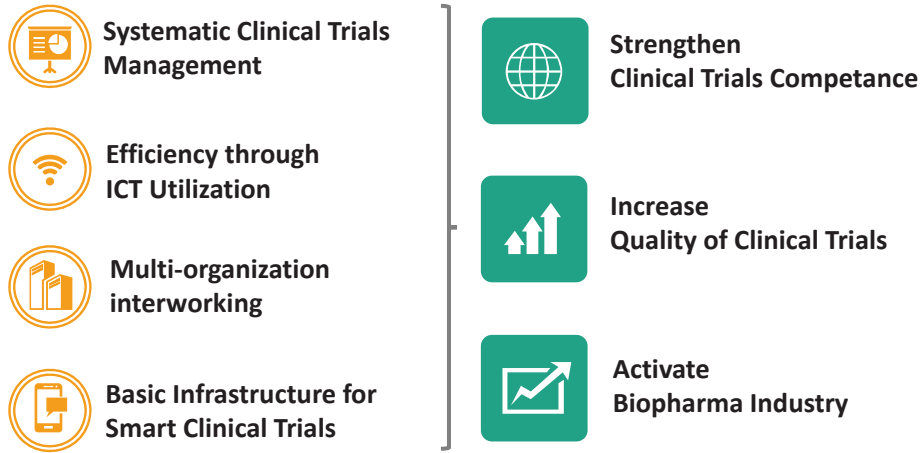 Systematic Clinical Trials
Management
Efficiency through
ICT Utilization
Multi-organization
interworking
Basic Infrastructure for
Smart Clinical Trials
Strengthen
Clinical Trials Competance
Increase
Quality of Clinical Trials
Activate
Biopharma Industry